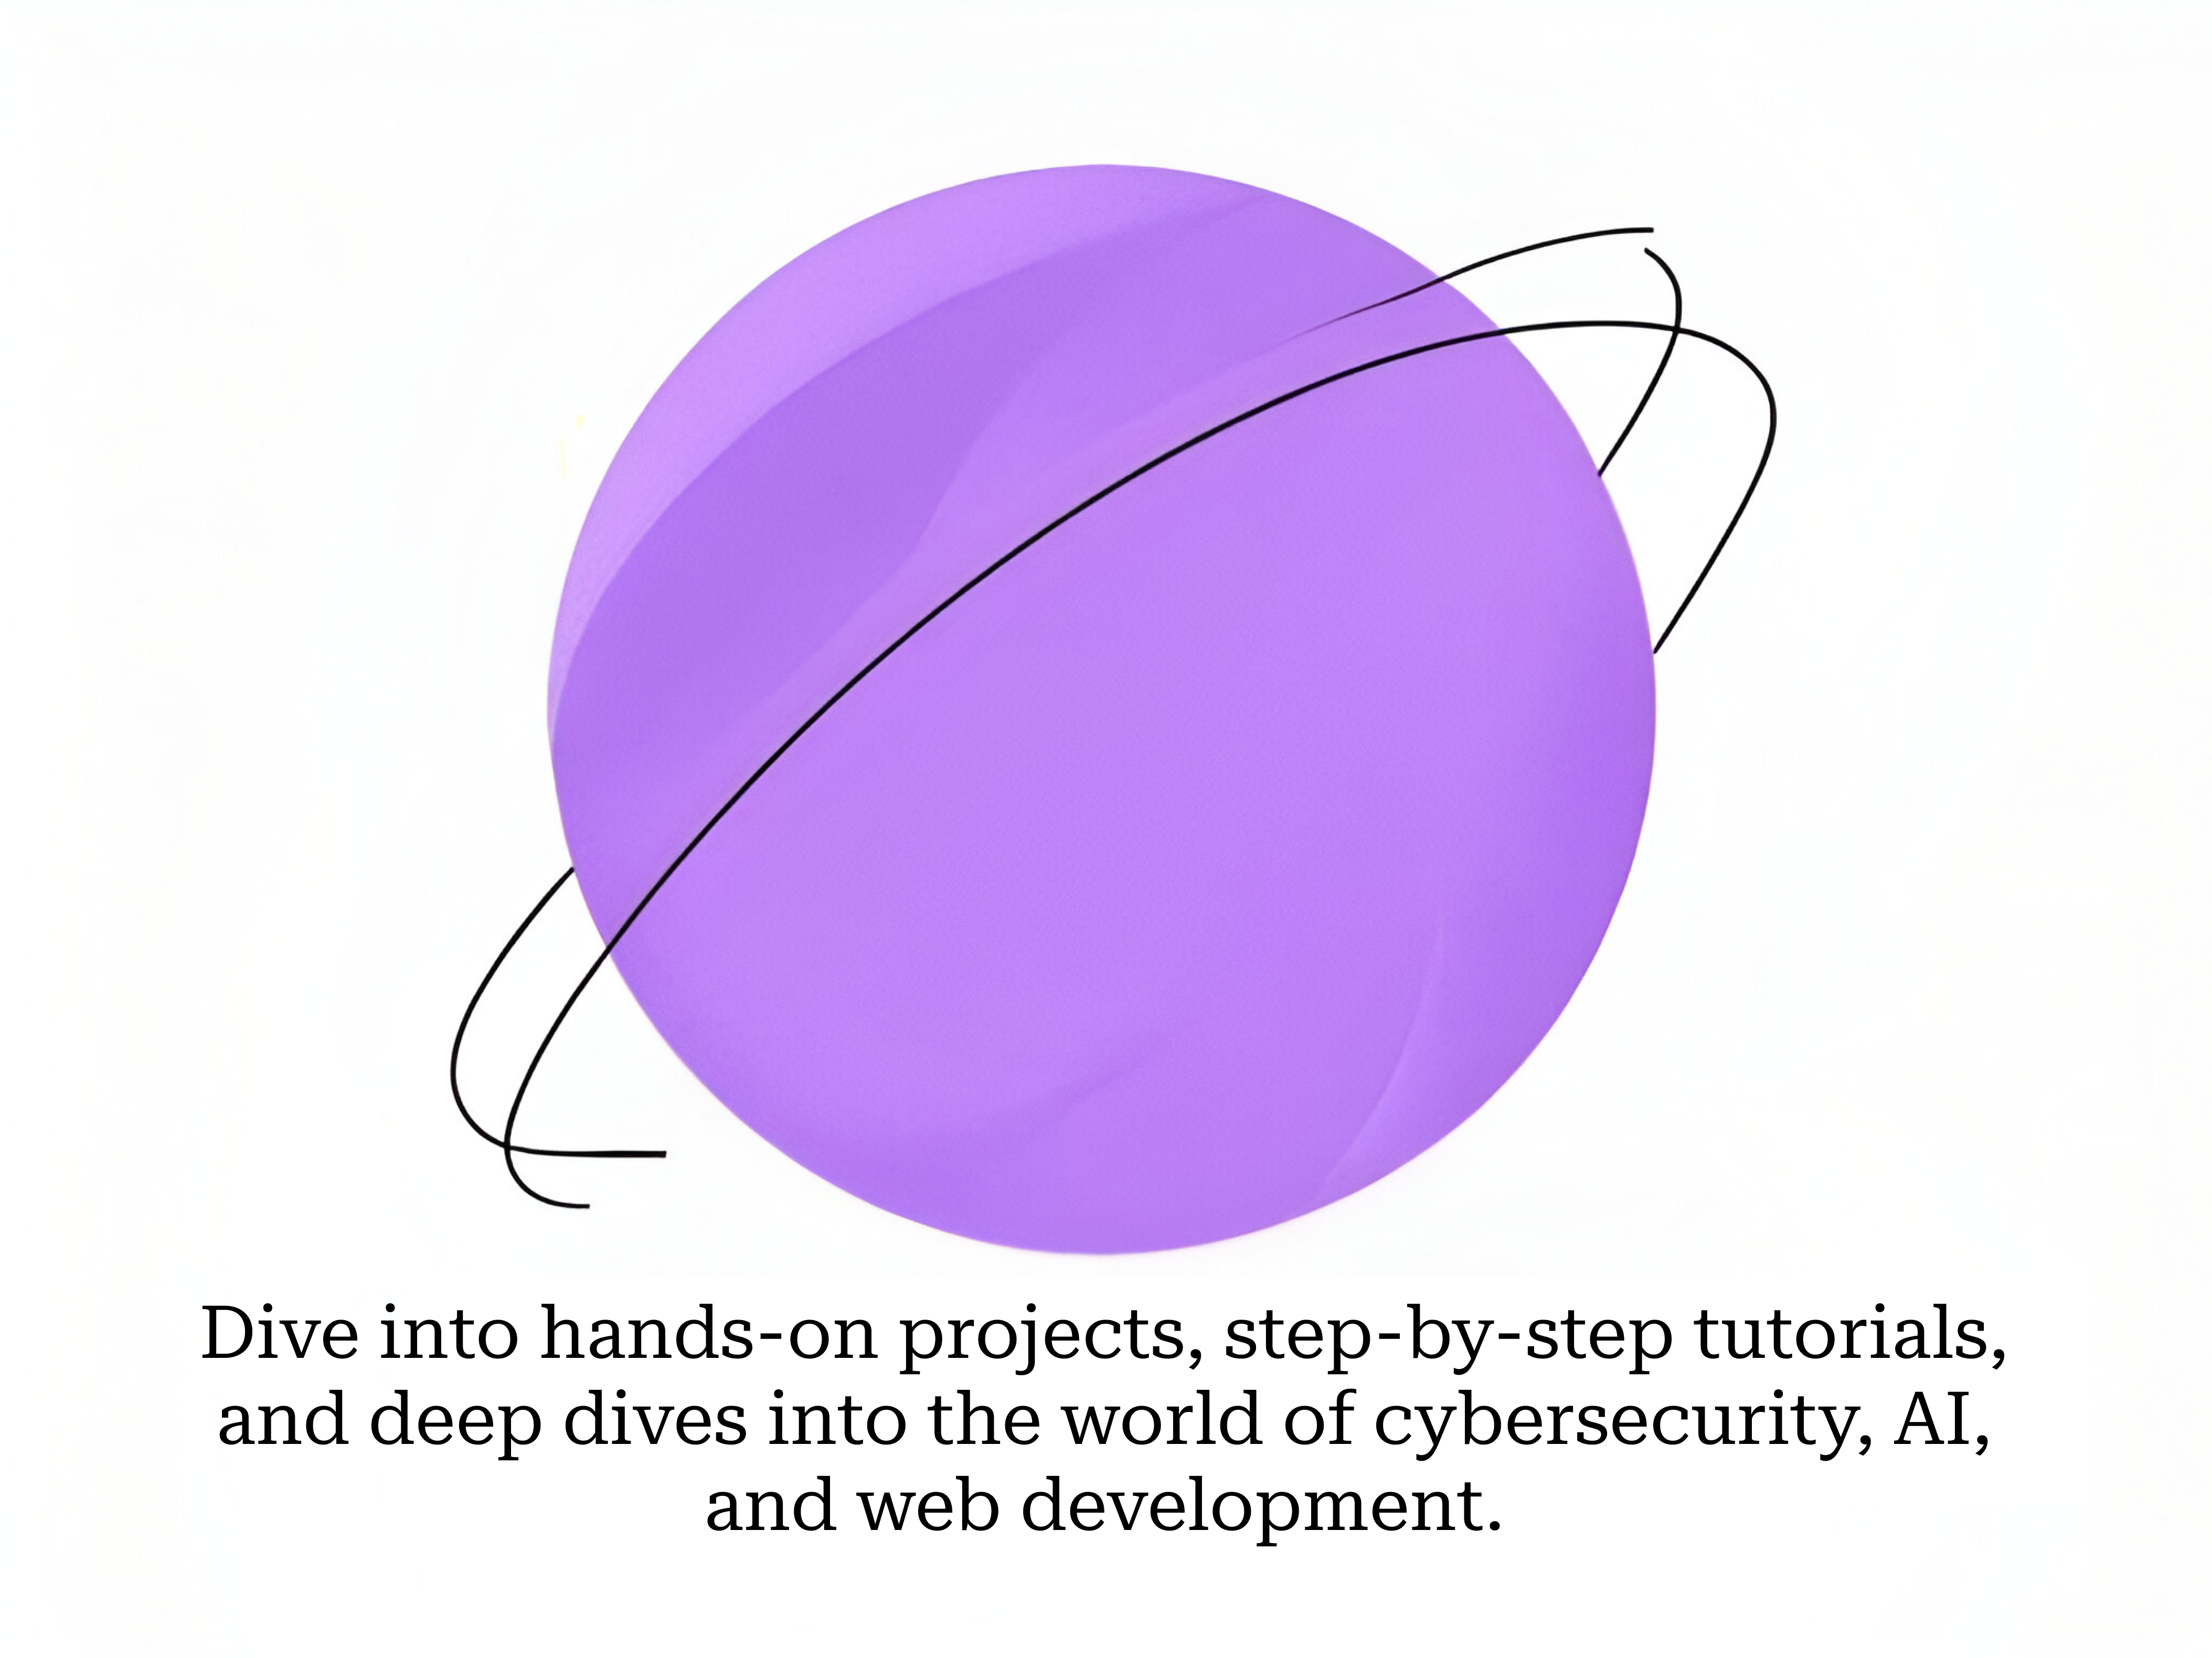 Dive into hands-on projects, step-by-step tutorials,
and deep dives into the world of cybersecurity, AI,
and web development.